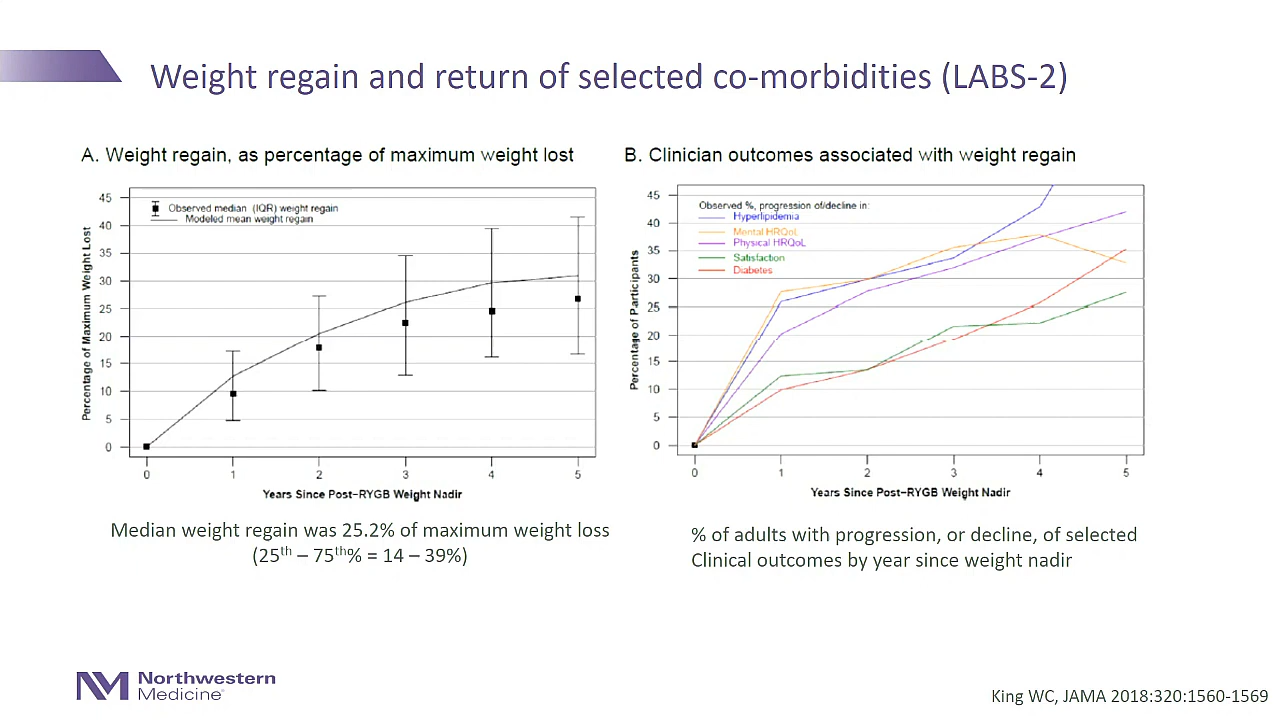 Weight regain and return of selected co-morbidities (LABS-2)
A. Weight regain, as percentage of maximum weight lost
Percentage of Maximum Weight Lost
45
40
35
30
25
20
15
10
5
0
Observed median (IQR) weight regain
Modeled mean weight regain
0 1 2 3 4 5
Years Since Post-RYGB Weight Nadir
Median weight regain was 25.2% of maximum weight loss
(25th – 75th% = 14 – 39%)
B. Clinician outcomes associated with weight regain
Percentage of Participants
45
40
35
30
25
20
15
10
5
0
Observed %, progression of/decline in:
Hyperlipidemia
Mental HRQoL
Physical HRQoL
Satisfaction
Diabetes
0 1 2 3 4 5
Years Since Post-RYGB Weight Nadir
% of adults with progression, or decline, of selected
Clinical outcomes by year since weight nadir
NM Northwestern
Medicine®
King WC, JAMA 2018:320:1560-1569